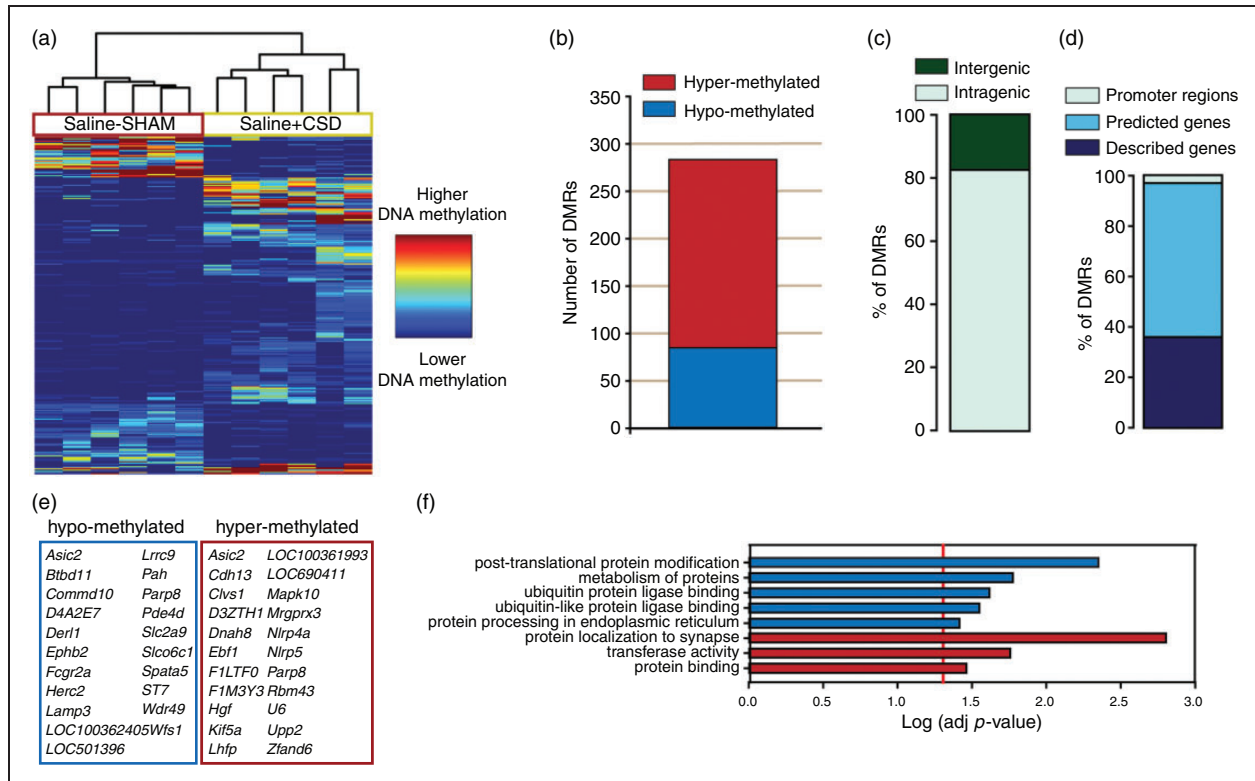 (a)
Saline-SHAM
Saline+CSD
Higher
DNA methylation
Lower
DNA methylation
(b)
Hyper-methylated
Hypo-methylated
Number of DMRs
350
300
250
200
150
100
50
0
(c)
Intergenic
Intragenic
% of DMRs
100
80
60
40
20
0
(d)
Promoter regions
Predicted genes
Described genes
% of DMRs
100
80
60
40
20
0
(e)
hypo-methylated
Asic2 Lrrc9
Btbd11 Pah
Commd10 Parp8
D4A2E7 Pde4d
Derl1 Slc2a9
Ephb2 Slco6c1
Fcgr2a Spata5
Herc2 ST7
Lamp3 Wdr49
LOC100362405Wfs1
LOC501396
hyper-methylated
Asic2 LOC100361993
Cdh13 LOC690411
Clvs1 Mapk10
D3ZTH1 Mrgprx3
Dnah8 Nlrp4a
Ebf1 Nlrp5
F1LTF0 Parp8
F1M3Y3 Rbm43
Hgf U6
Kif5a Upp2
Lhfp Zfand6
(f)
post-translational protein modification
metabolism of proteins
ubiquitin protein ligase binding
ubiquitin-like protein ligase binding
protein processing in endoplasmic reticulum
protein localization to synapse
transferase activity
protein binding
0.0 0.5 1.0 1.5 2.0 2.5 3.0
Log (adj p-value)